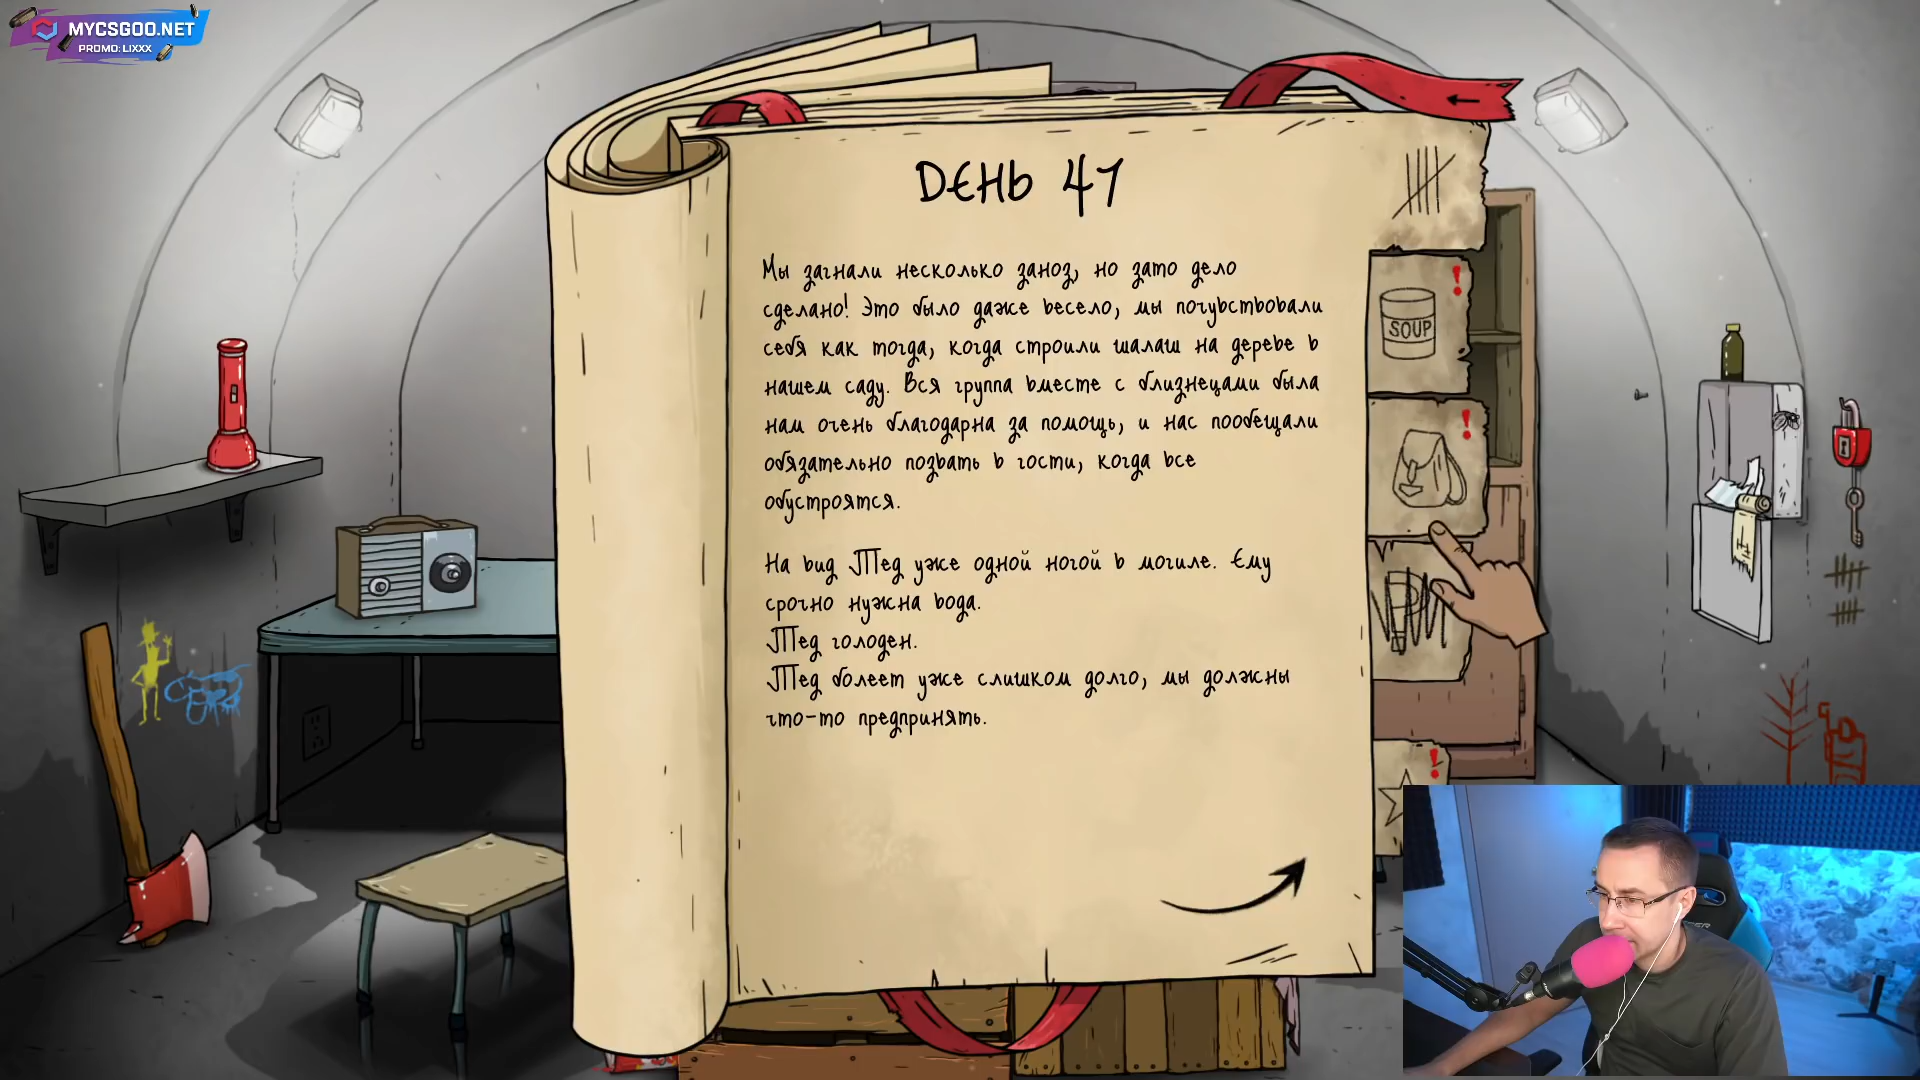 MYCSGOO.NET
PROMO: LIXXX
ДЕНЬ 47
Мы загнали несколько заноз, но зато дело
сделано! Это было даже весело, мы почувствовали
себя как тогда, когда строили шалаш на дереве в
нашем саду. Вся группа вместе с близнецами была
нам очень благодарна за помощь, и нас пообещали
обязательно позвать в гости, когда все
обустроятся.
На вид Тед уже одной ногой в могиле. Ему
срочно нужна вода.
Тед голоден.
Тед болеет уже слишком долго, мы должны
что-то предпринять.
!
SOUP
!
!